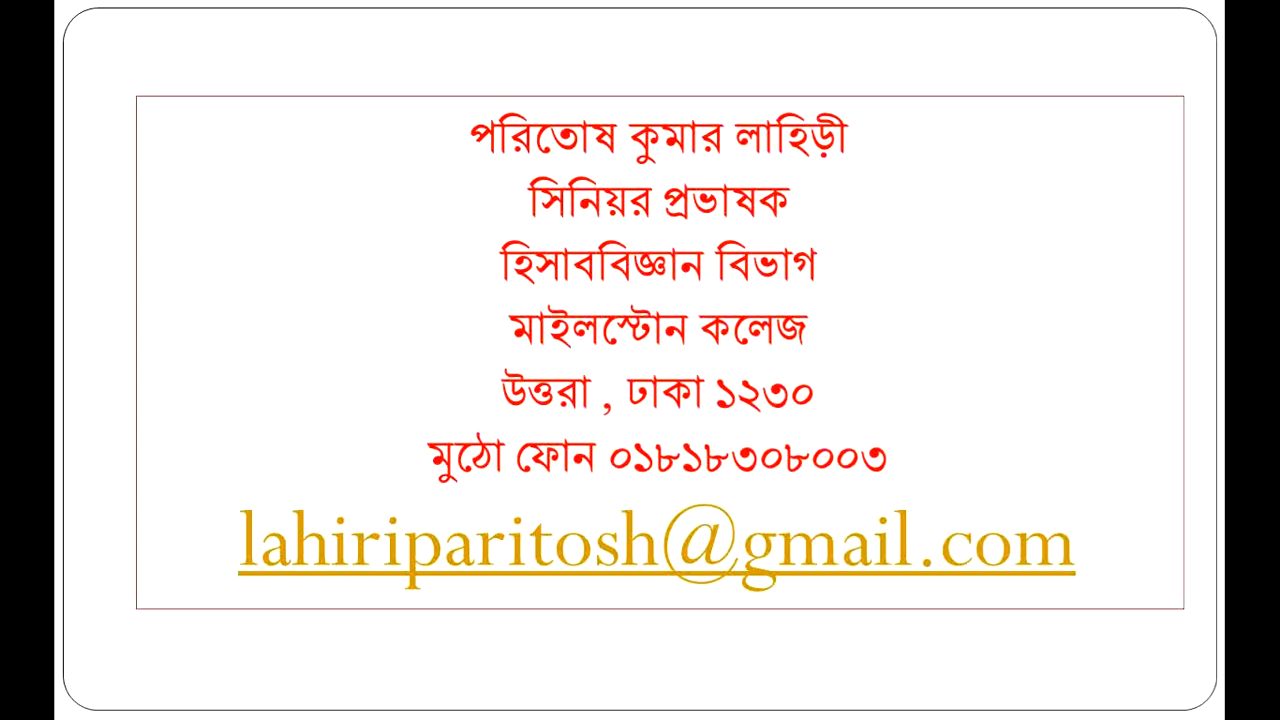 পরিতোষ কুমার লাহিড়ী
সিনিয়র প্রভাষক
হিসাববিজ্ঞান বিভাগ
মাইলস্টোন কলেজ
উত্তরা , ঢাকা ১২৩০
মুঠো ফোন ০১৮১৮৩০৮০০৩
lahiriparitosh@gmail.com